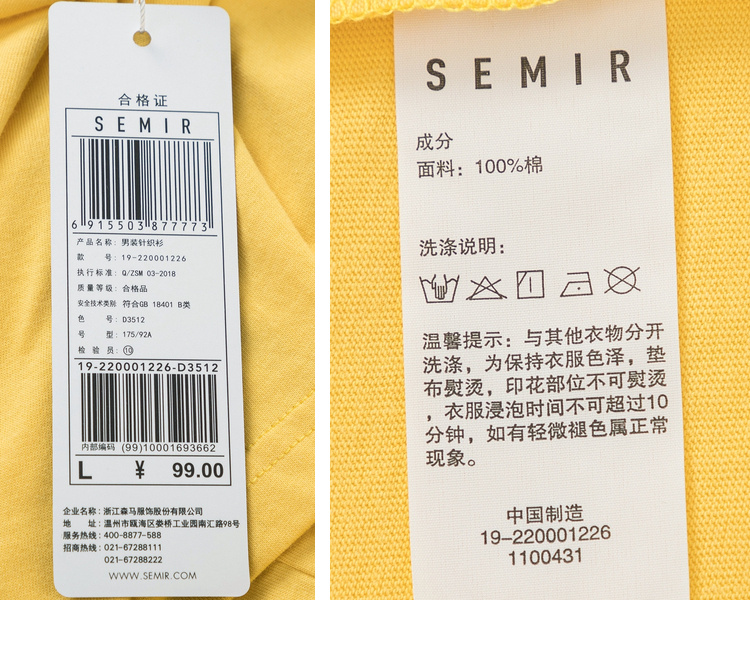 合格证
SEMIR
6 915503 877773
产品名称: 男装针织衫
款 号: 19-220001226
执行标准: Q/ZSM 03-2018
质量等级: 合格品
安全技术类别 符合GB 18401 B类
色 号: D3512
号 型: 175/92A
检 验 员: ⑩
19-220001226-D3512
内部编码 (99)10001693662
L ¥ 99.00
企业名称: 浙江森马服饰股份有限公司
地 址: 温州市瓯海区娄桥工业园南汇路98号
服务热线: 400-8877-588
招商热线: 021-67288111
021-67288222
WWW.SEMIR.COM
SEMIR
成分
面料: 100%棉
洗涤说明:
温馨提示: 与其他衣物分开
洗涤, 为保持衣服色泽, 垫
布熨烫, 印花部位不可熨烫
, 衣服浸泡时间不可超过10
分钟, 如有轻微褪色属正常
现象。
中国制造
19-220001226
1100431